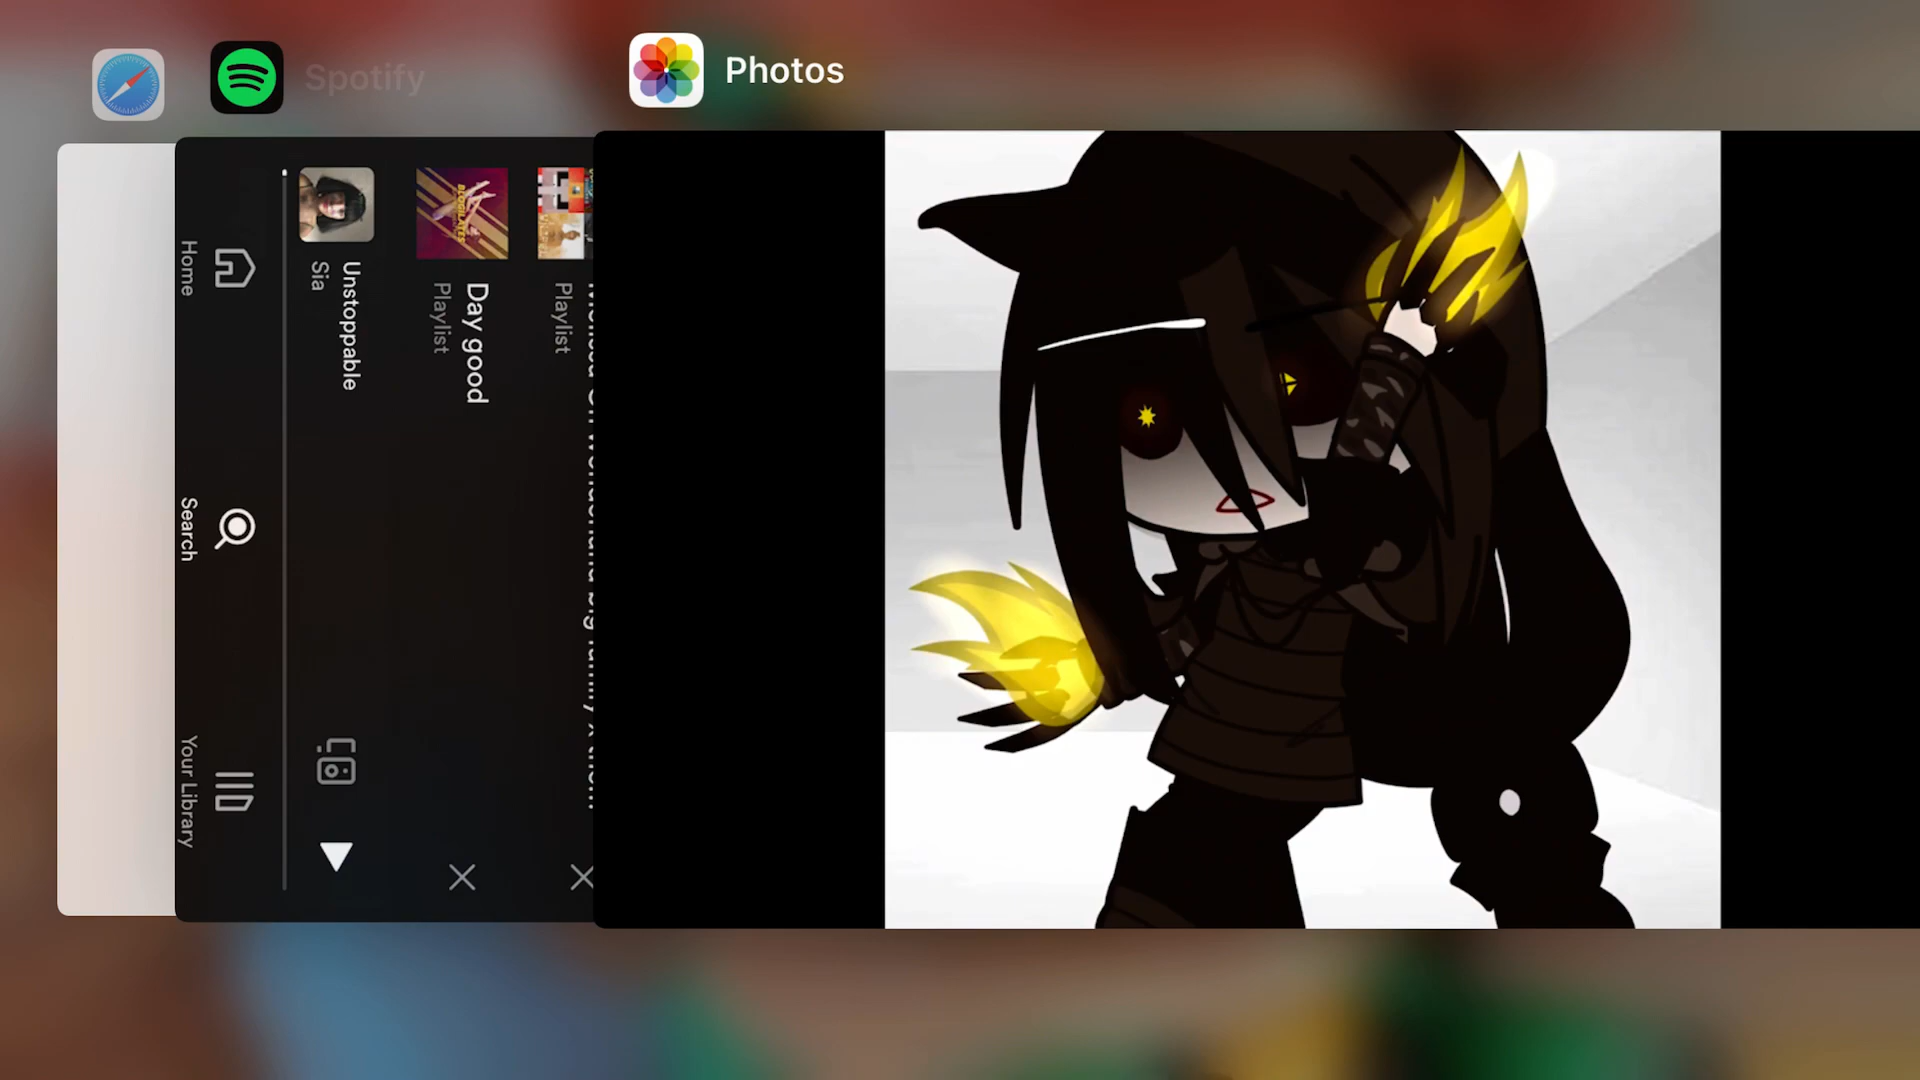 Spotify
Photos
Unstoppable
Sia
Day good
Playlist
Playlist
Home
Search
Your Library